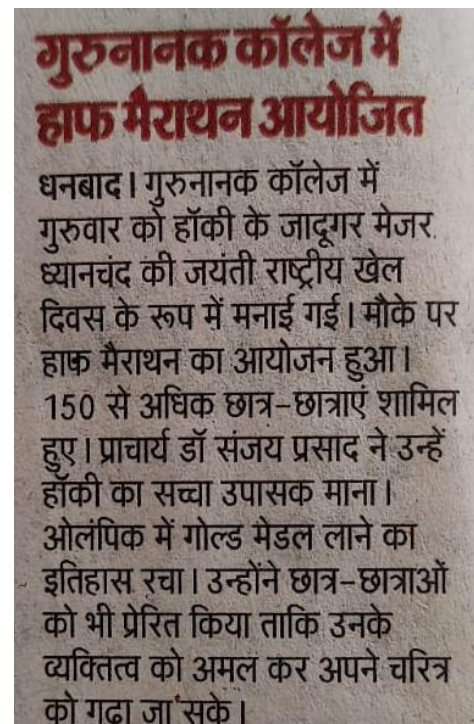 गुरुनानक कॉलेज में
हाफ मैराथन आयोजित
धनबाद। गुरुनानक कॉलेज में
गुरुवार को हॉकी के जादूगर मेजर
ध्यानचंद की जयंती राष्ट्रीय खेल
दिवस के रूप में मनाई गई। मौके पर
हाफ मैराथन का आयोजन हुआ।
150 से अधिक छात्र-छात्राएं शामिल
हुए। प्राचार्य डॉ संजय प्रसाद ने उन्हें
हॉकी का सच्चा उपासक माना।
ओलंपिक में गोल्ड मेडल लाने का
इतिहास रचा। उन्होंने छात्र-छात्राओं
को भी प्रेरित किया ताकि उनके
व्यक्तित्व को अमल कर अपने चरित्र
को गढ़ा जा सके।